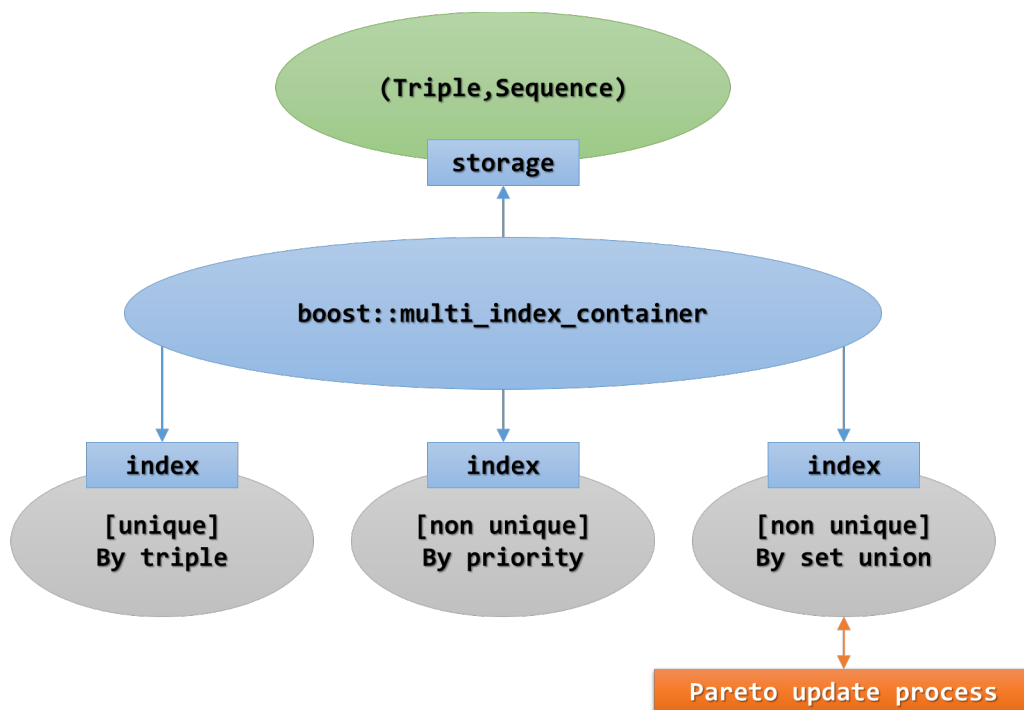 (Triple,Sequence)
storage
boost::multi_index_container
index
index
index
[unique]
By triple
[non unique]
By priority
[non unique]
By set union
Pareto update process